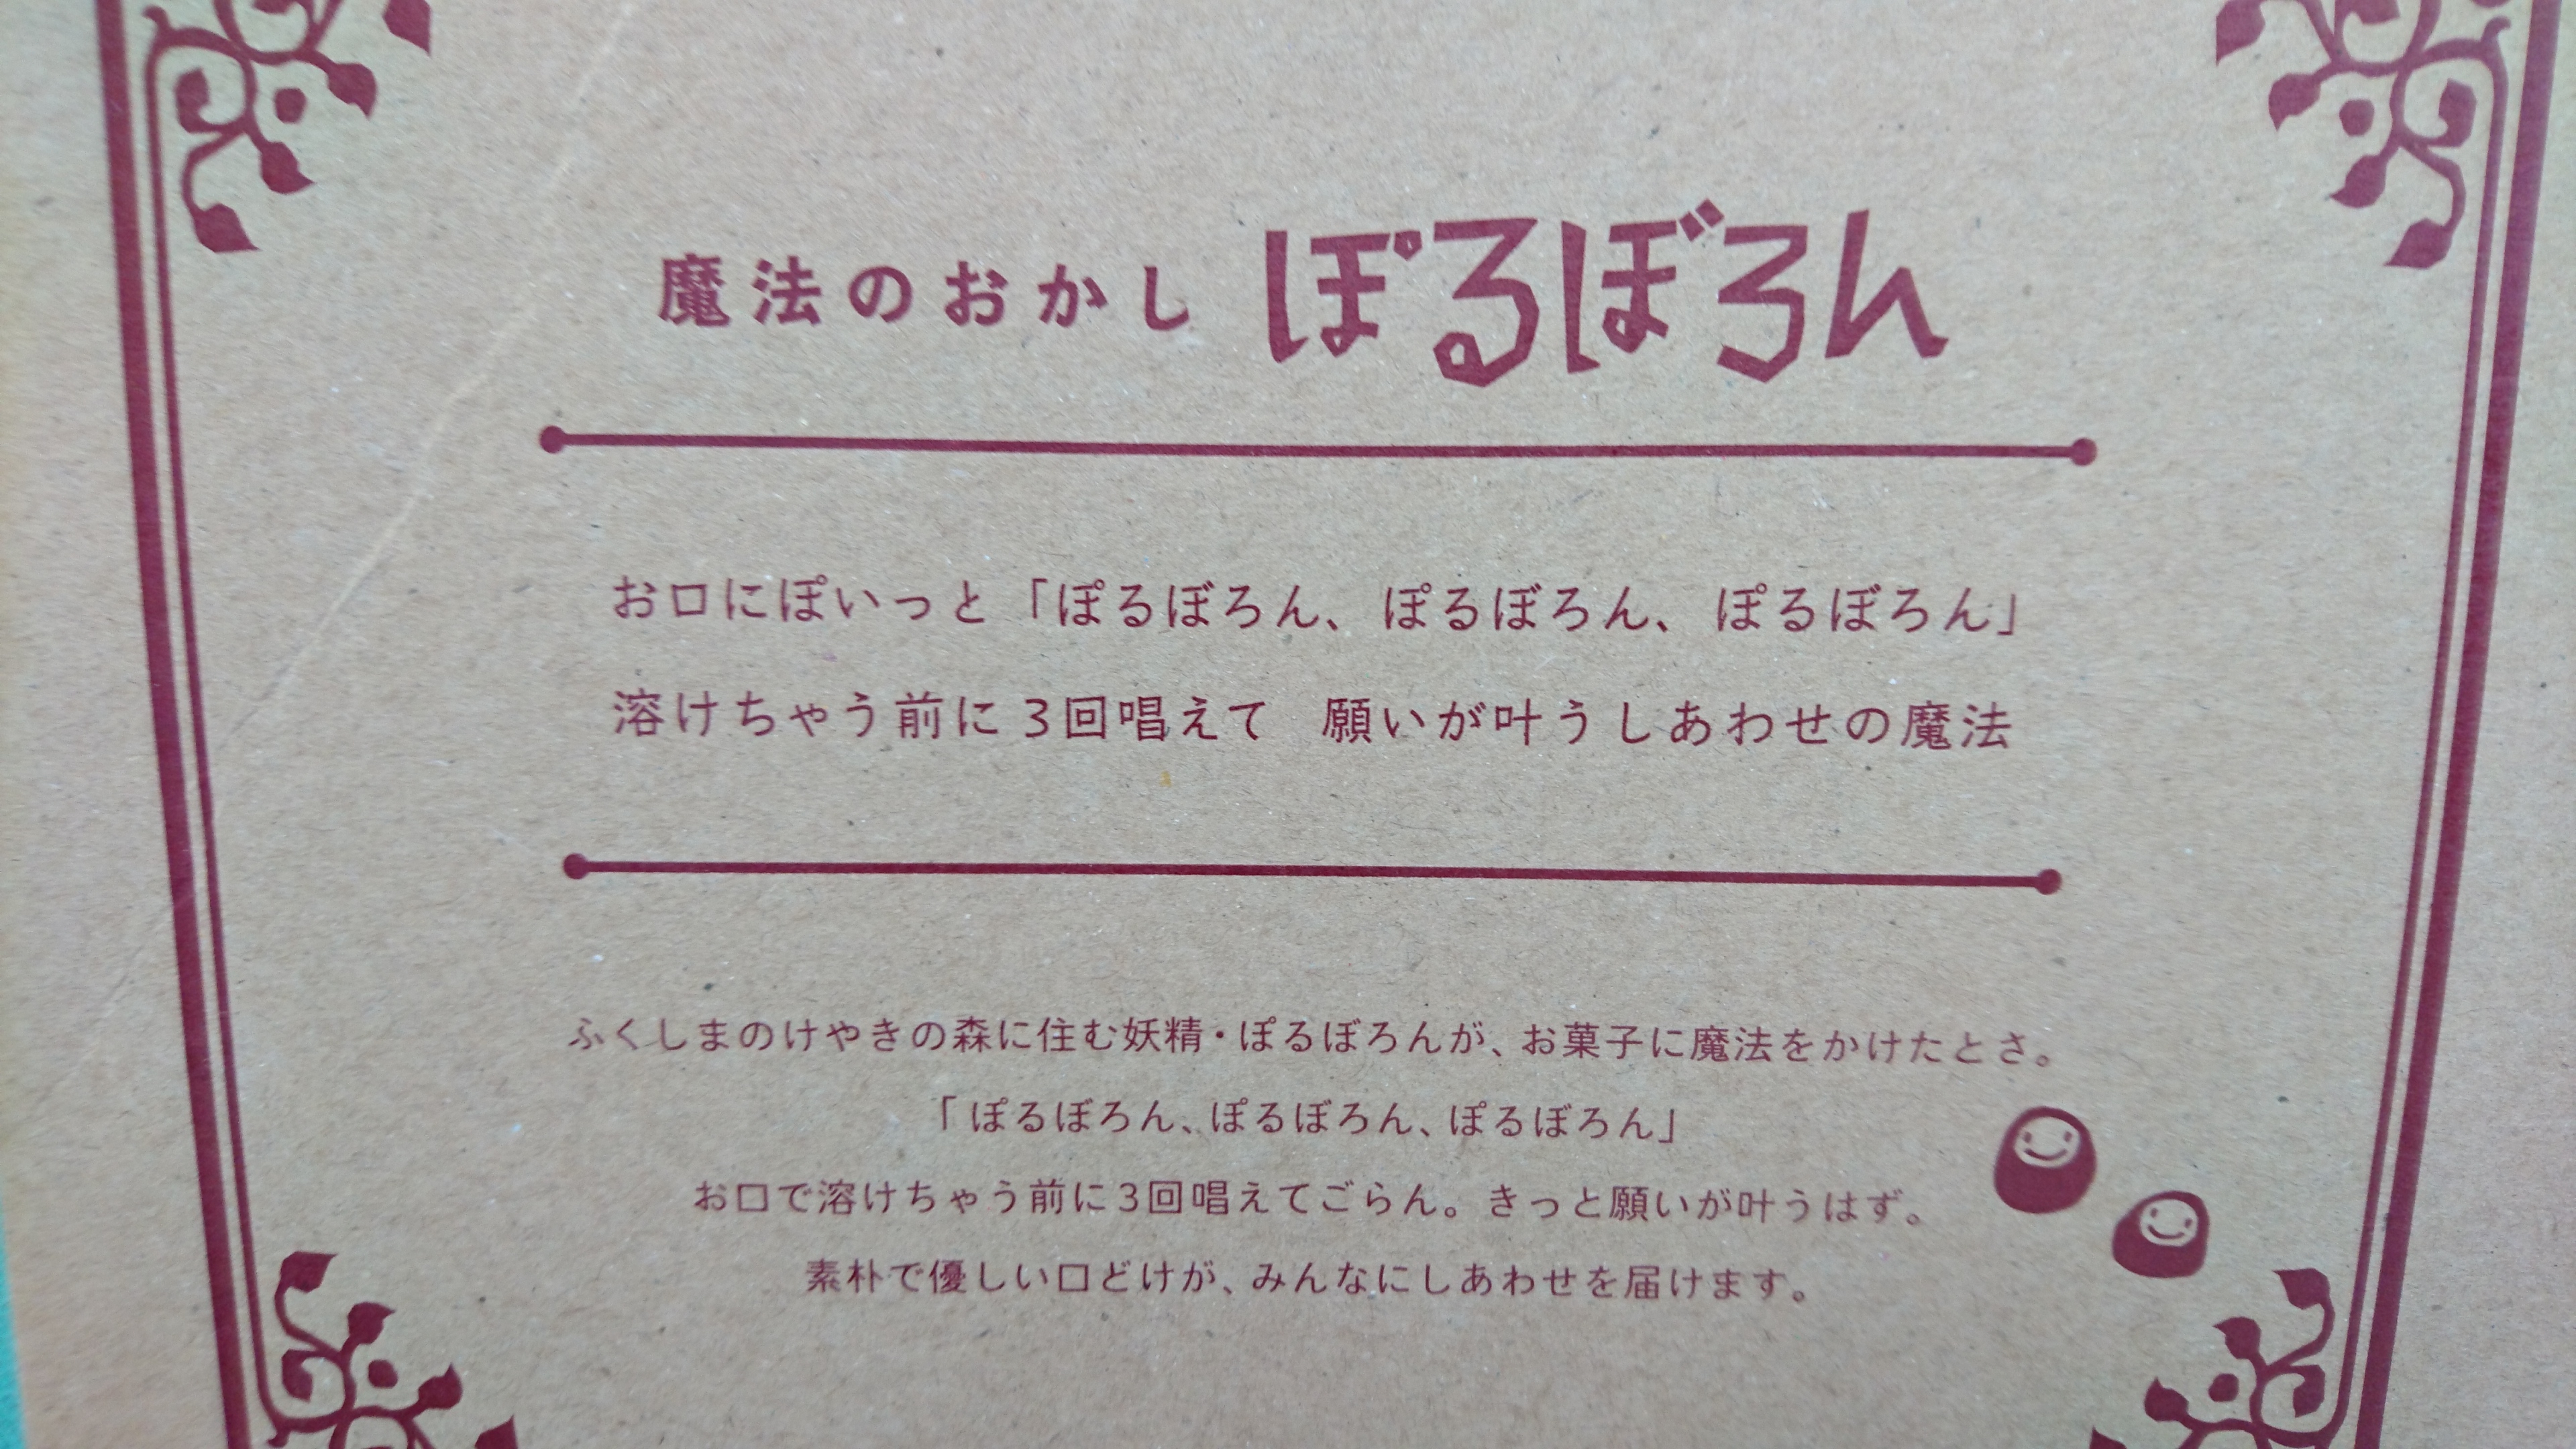 魔法のおかし ぽるぼろん
お口にぽいっと「ぽるぼろん、ぽるぼろん、ぽるぼろん」
溶けちゃう前に3回唱えて 願いが叶うしあわせの魔法
ふくしまのけやきの森に住む妖精・ぽるぼろんが、お菓子に魔法をかけたとさ。
「ぽるぼろん、ぽるぼろん、ぽるぼろん」
お口で溶けちゃう前に3回唱えてごらん。きっと願いが叶うはず。
素朴で優しい口どけが、みんなにしあわせを届けます。